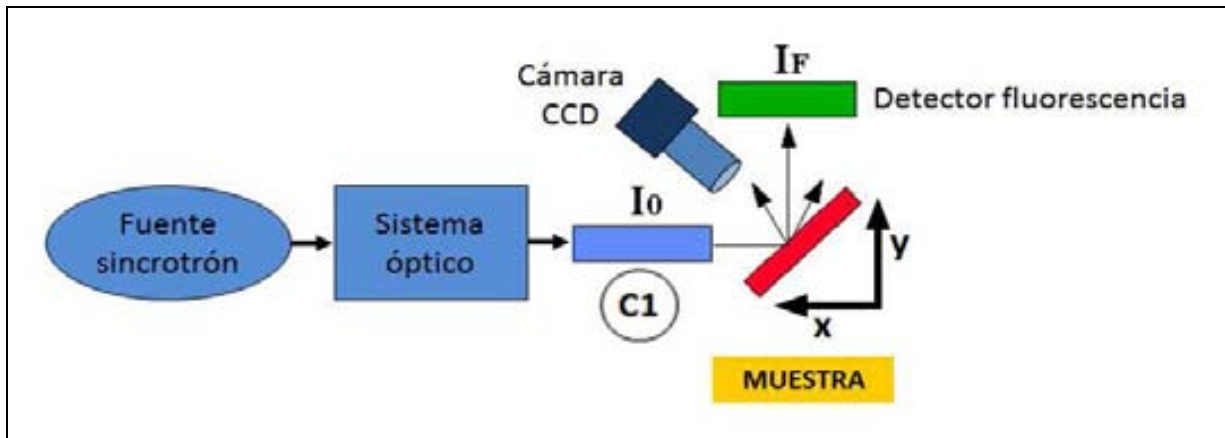 Fuente
sincrotrón
Sistema
óptico
I0
C1
Cámara
CCD
IF
Detector fluorescencia
y
x
MUESTRA